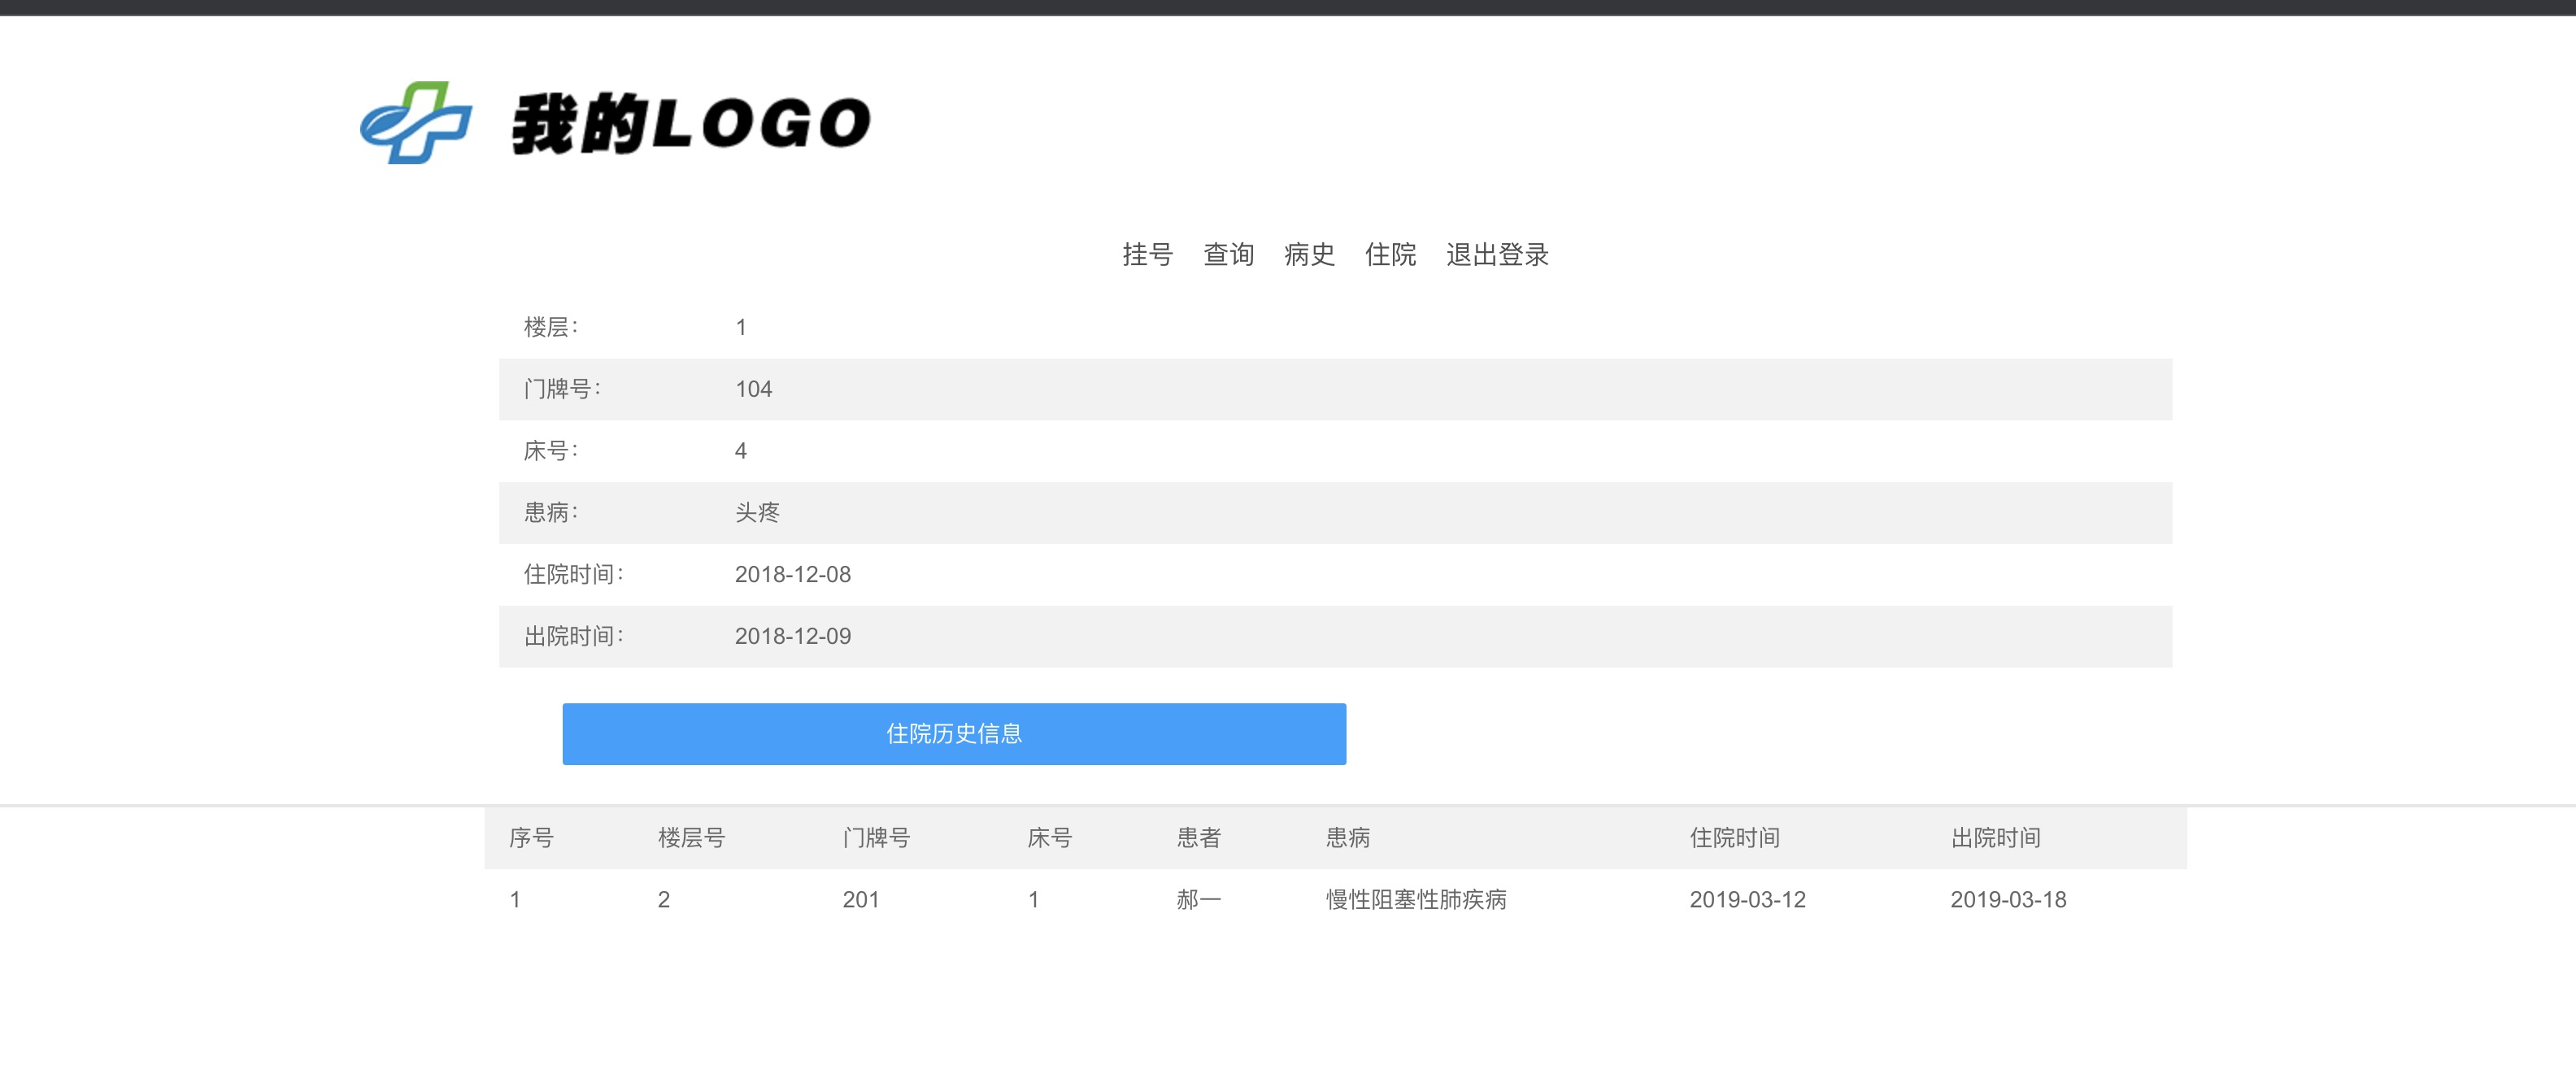 我的LOGO
挂号 查询 病史 住院 退出登录
楼层： 1
门牌号： 104
床号： 4
患病： 头疼
住院时间： 2018-12-08
出院时间： 2018-12-09
住院历史信息
序号 楼层号 门牌号 床号 患者 患病 住院时间 出院时间
1 2 201 1 郝一 慢性阻塞性肺疾病 2019-03-12 2019-03-18